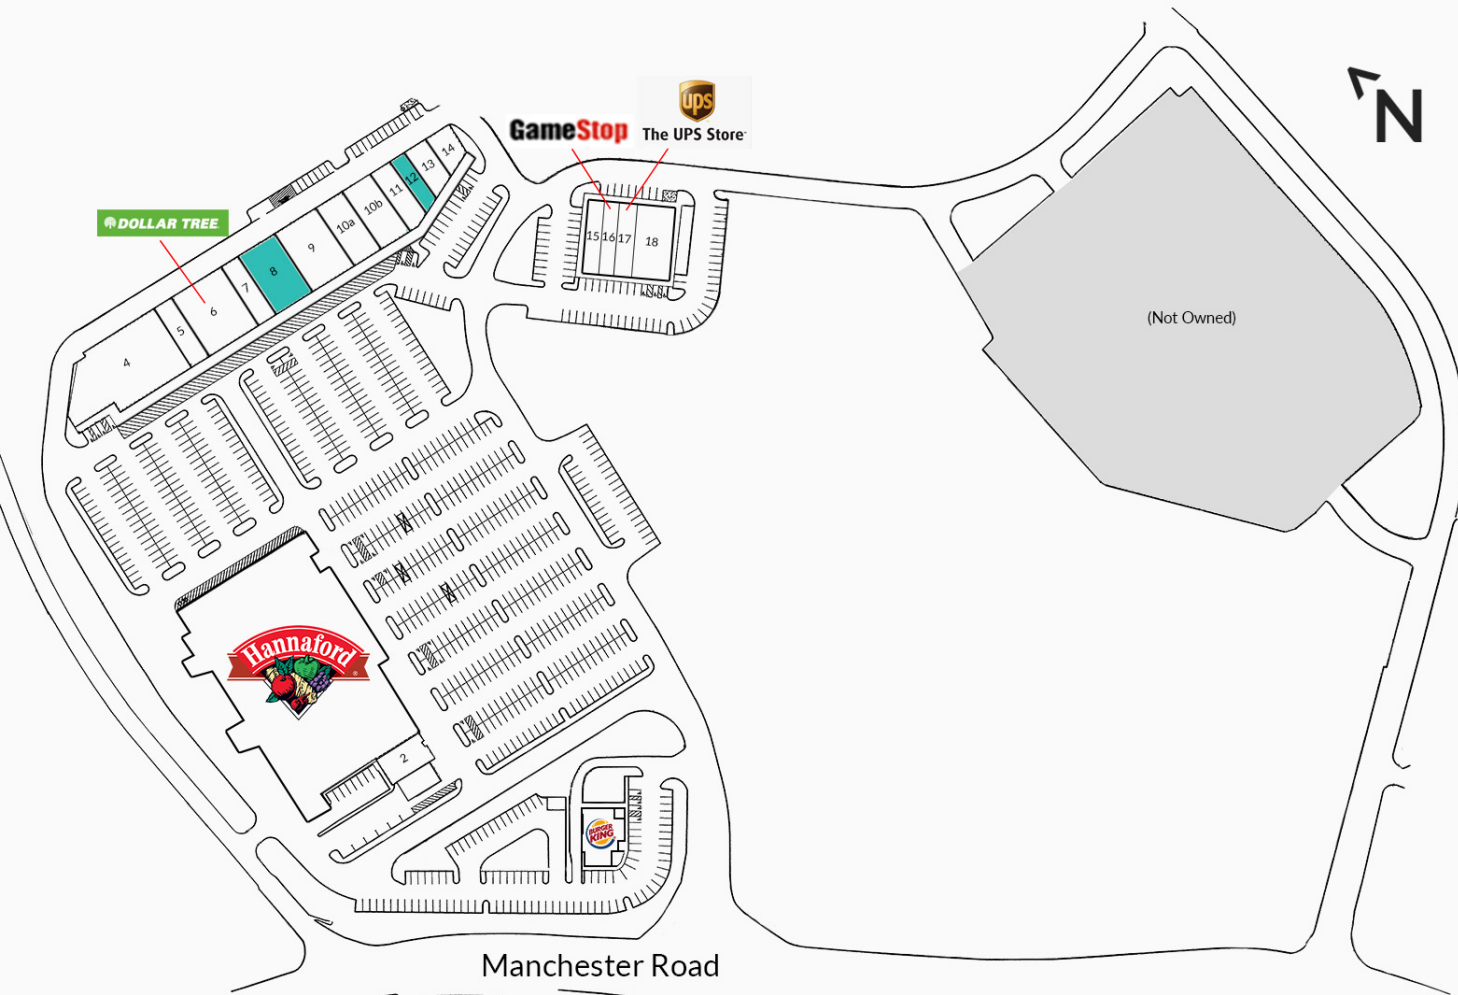 N
GameStop
ups
The UPS Store
DOLLAR TREE
14
13
12
11
10b
10a
9
8
7
6
5
4
15
16
17
18
(Not Owned)
Hannaford
2
BURGER
KING
Manchester Road